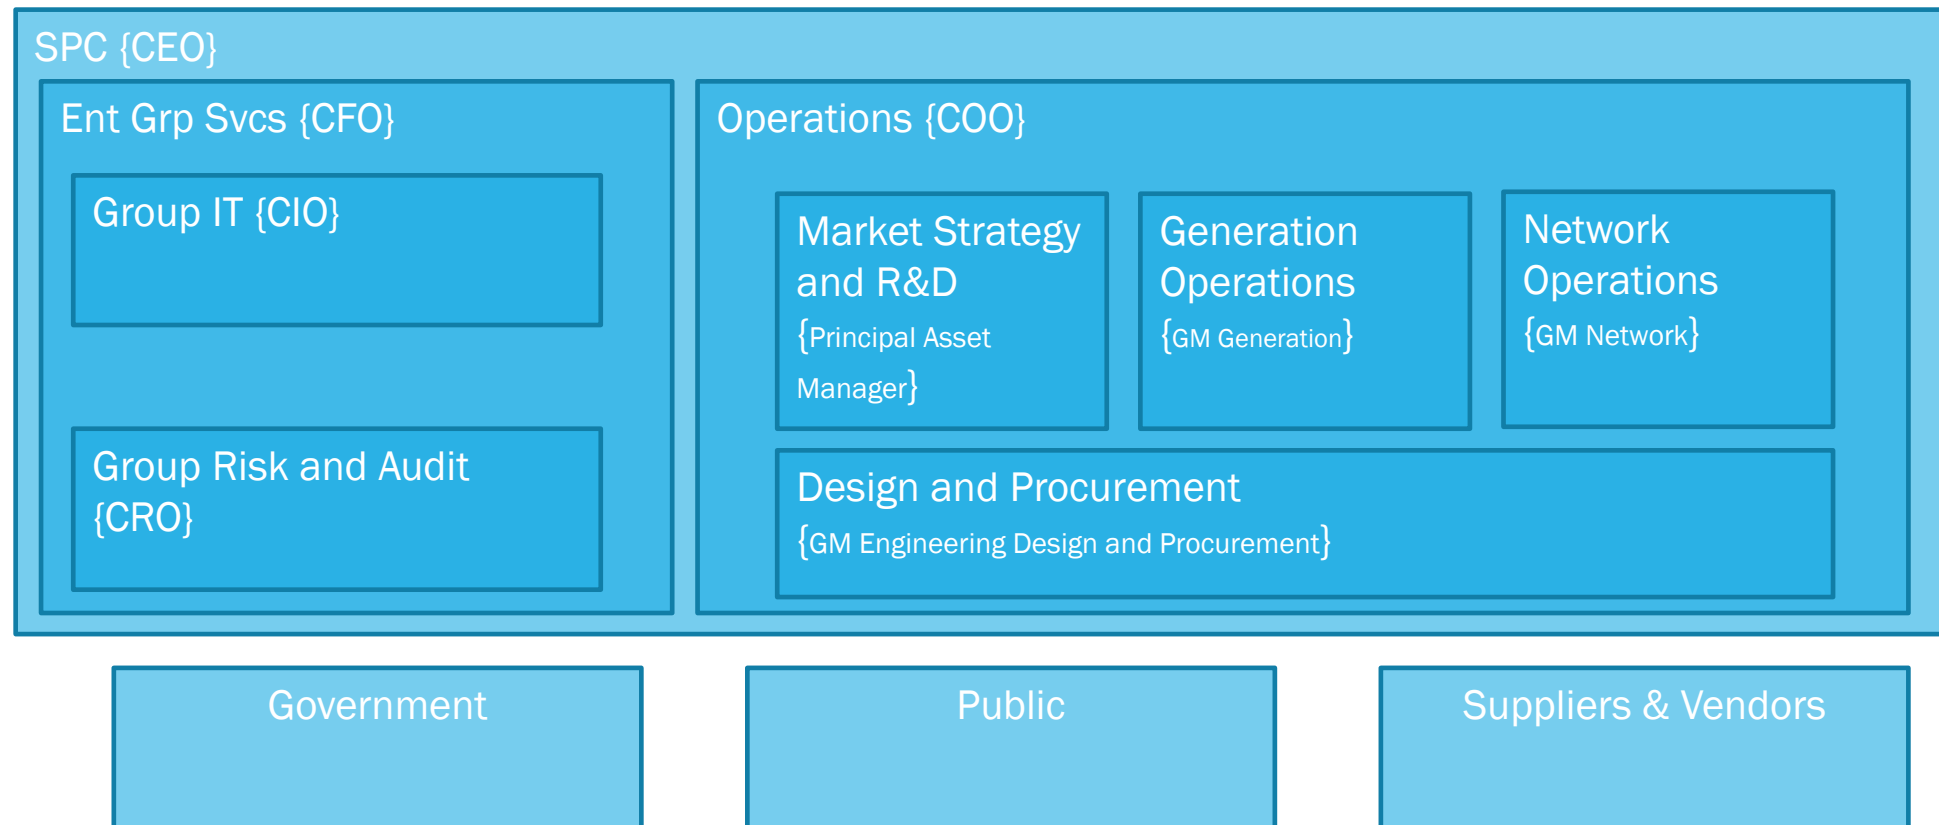 SPC {CEO}
Ent Grp Svcs {CFO}
Operations {COO}
Group IT {CIO}
Group Risk and Audit
{CRO}
Market Strategy
and R&D
{Principal Asset
Manager}
Generation
Operations
{GM Generation}
Network
Operations
{GM Network}
Design and Procurement
{GM Engineering Design and Procurement}
Government
Public
Suppliers & Vendors